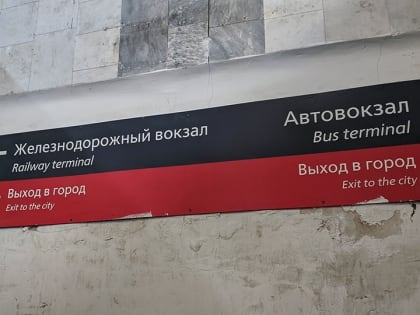 Железнодорожный вокзал
Railway terminal
Выход в город
Exit to the city
Автовокзал
Bus terminal
Выход в город
Exit to the city